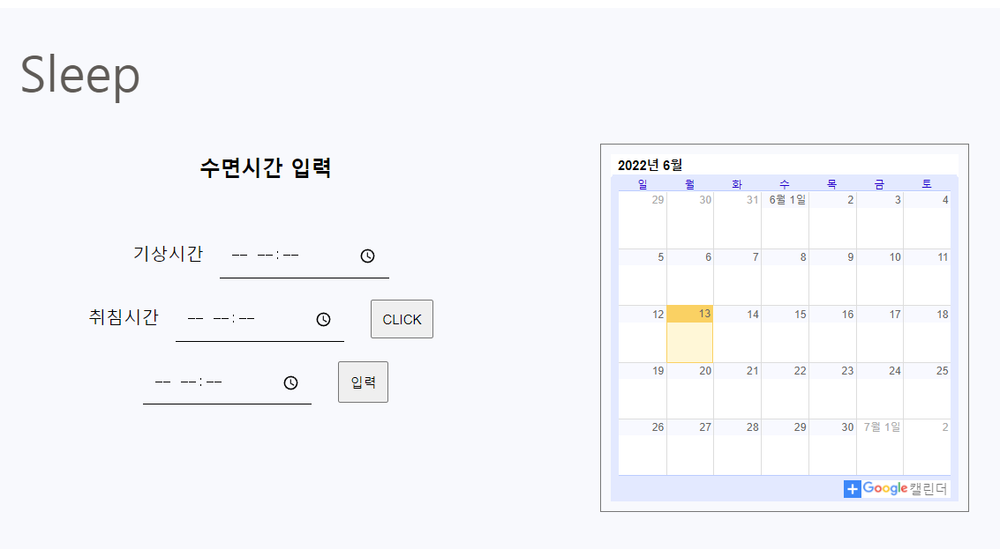 Sleep
수면시간 입력
기상시간 -- --:--
취침시간 -- --:-- CLICK
-- --:-- 입력
2022년 6월
일 월 화 수 목 금 토
29 30 31 6월 1일 2 3 4
5 6 7 8 9 10 11
12 13 14 15 16 17 18
19 20 21 22 23 24 25
26 27 28 29 30 7월 1일 2
Google 캘린더